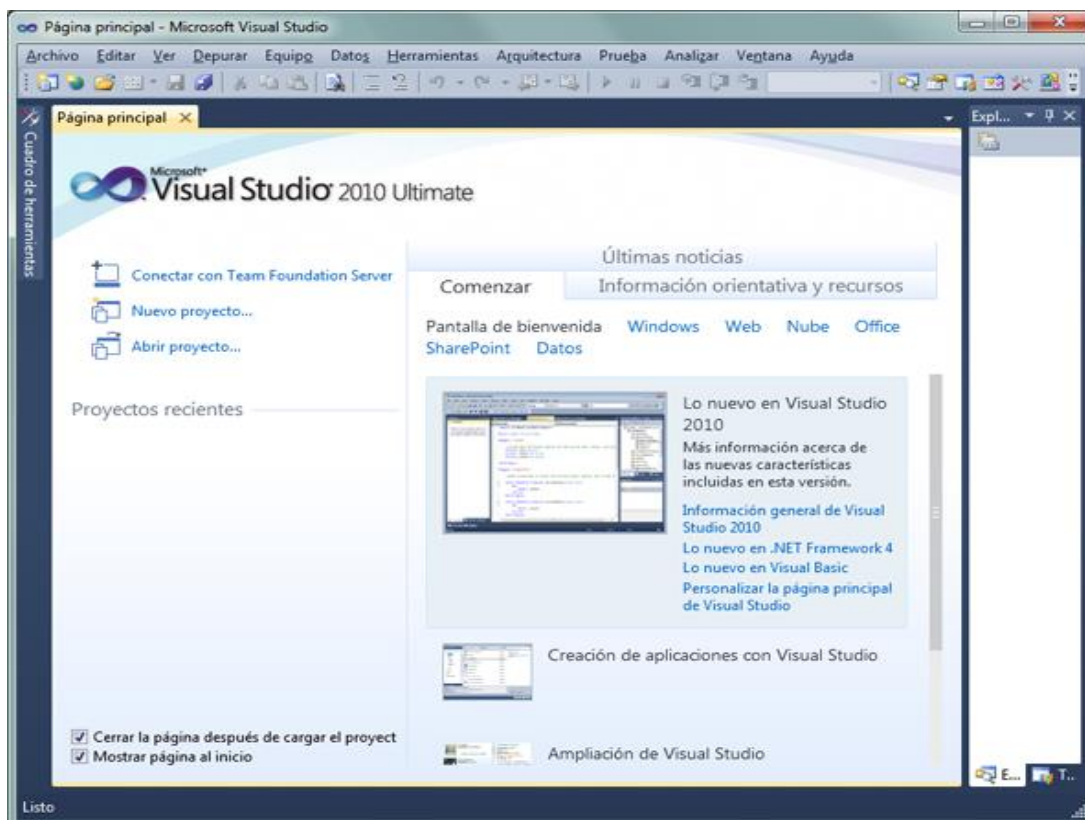 Página principal - Microsoft Visual Studio
Archivo Editar Ver Depurar Equipo Datos Herramientas Arquitectura Prueba Analizar Ventana Ayuda
Cuadro de herramientas
Página principal
Expl...
Microsoft
Visual Studio 2010 Ultimate
Conectar con Team Foundation Server
Nuevo proyecto...
Abrir proyecto...
Proyectos recientes
Cerrar la página después de cargar el proyect
Mostrar página al inicio
Últimas noticias
Comenzar Información orientativa y recursos
Pantalla de bienvenida Windows Web Nube Office
SharePoint Datos
Lo nuevo en Visual Studio
2010
Más información acerca de
las nuevas características
incluidas en esta versión.
Información general de Visual
Studio 2010
Lo nuevo en .NET Framework 4
Lo nuevo en Visual Basic
Personalizar la página principal
de Visual Studio
Creación de aplicaciones con Visual Studio
Ampliación de Visual Studio
E... T..
Listo